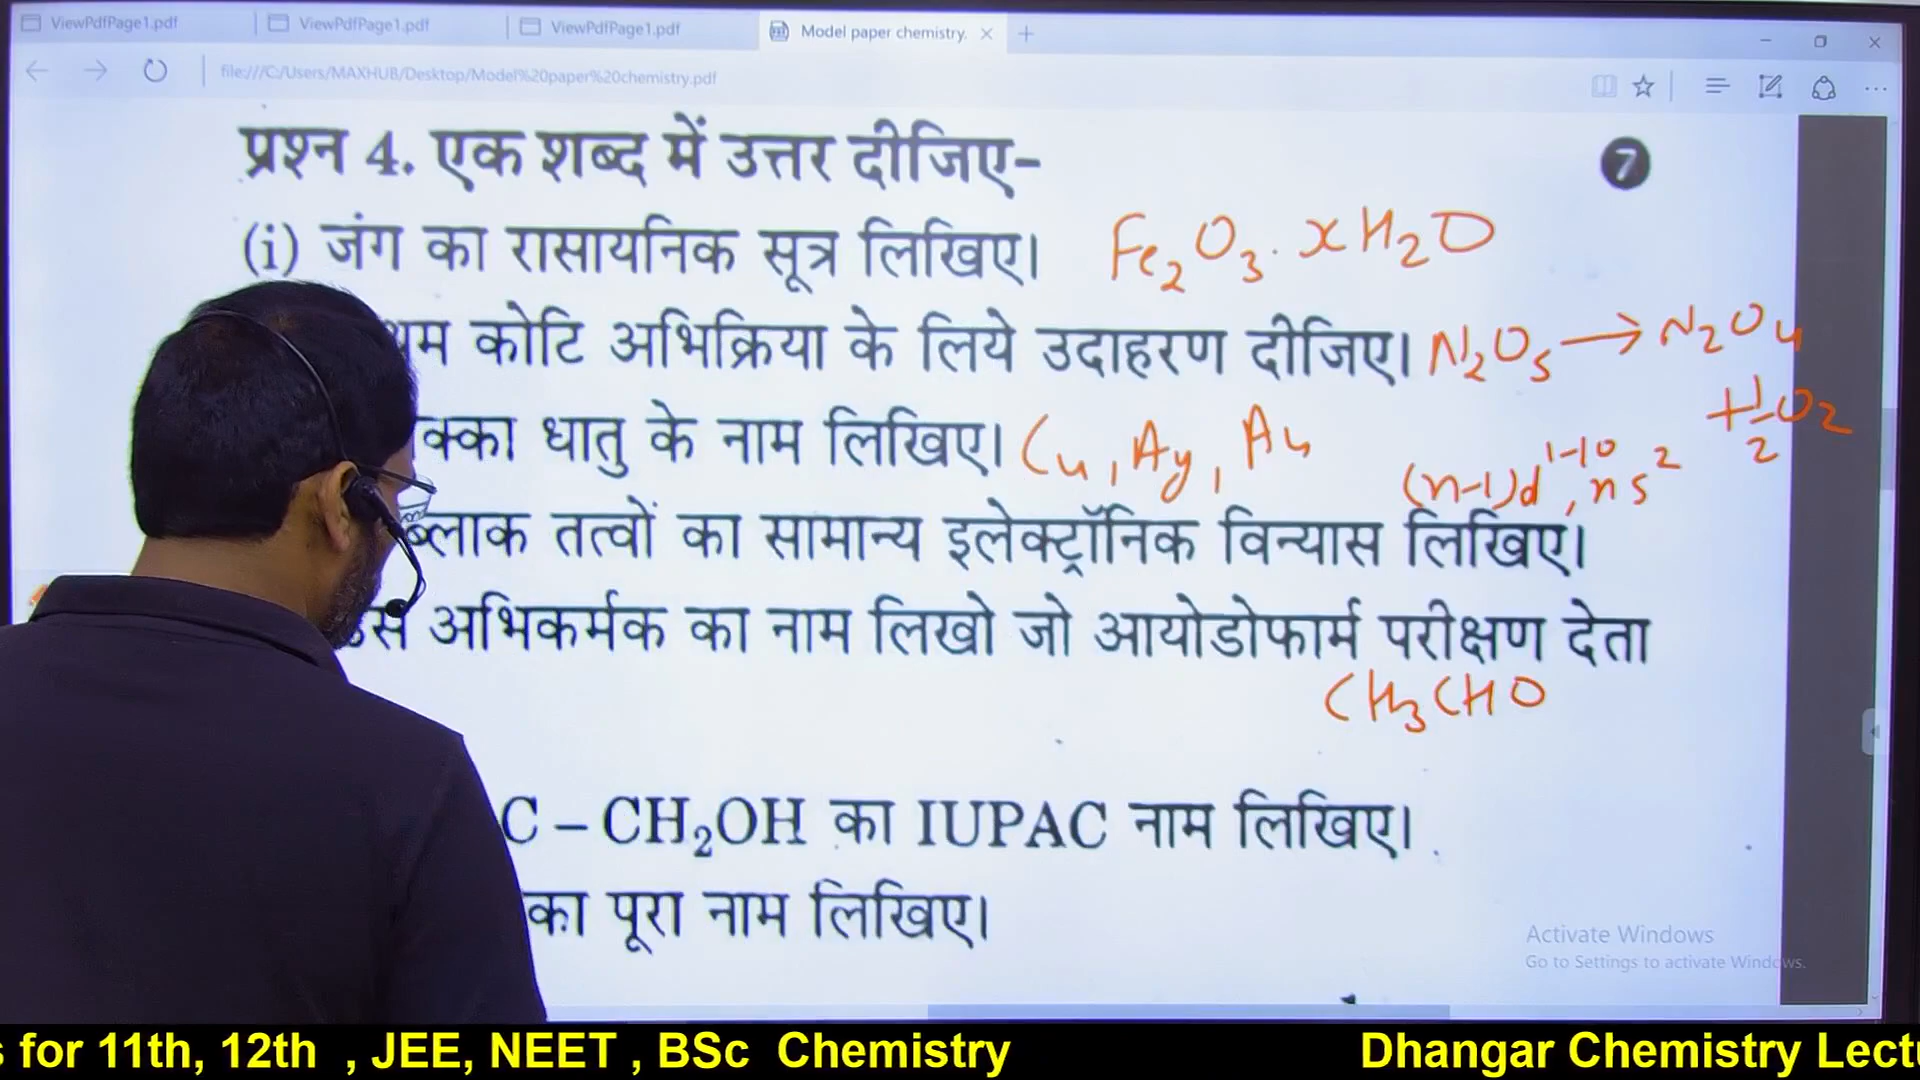 ViewPdfPage1.pdf ViewPdfPage1.pdf ViewPdfPage1.pdf Model paper chemistry.
file:///C:/Users/MAXHUB/Desktop/Model%20paper%20chemistry.pdf
प्रश्न 4. एक शब्द में उत्तर दीजिए– 7
(i) जंग का रासायनिक सूत्र लिखिए। Fe₂O₃.xH₂O
कोटि अभिक्रिया के लिये उदाहरण दीजिए। N₂O₅ → N₂O₄
+ 1/2 O₂
धातु के नाम लिखिए। Cu, Ag, Au
(n-1)d¹⁻¹⁰, ns²
ब्लाक तत्वों का सामान्य इलेक्ट्रॉनिक विन्यास लिखिए।
उस अभिकर्मक का नाम लिखो जो आयोडोफार्म परीक्षण देता
CH₃CHO
C – CH₂OH का IUPAC नाम लिखिए।
का पूरा नाम लिखिए।
Activate Windows
Go to Settings to activate Windows.
s for 11th, 12th , JEE, NEET , BSc Chemistry Dhangar Chemistry Lectu